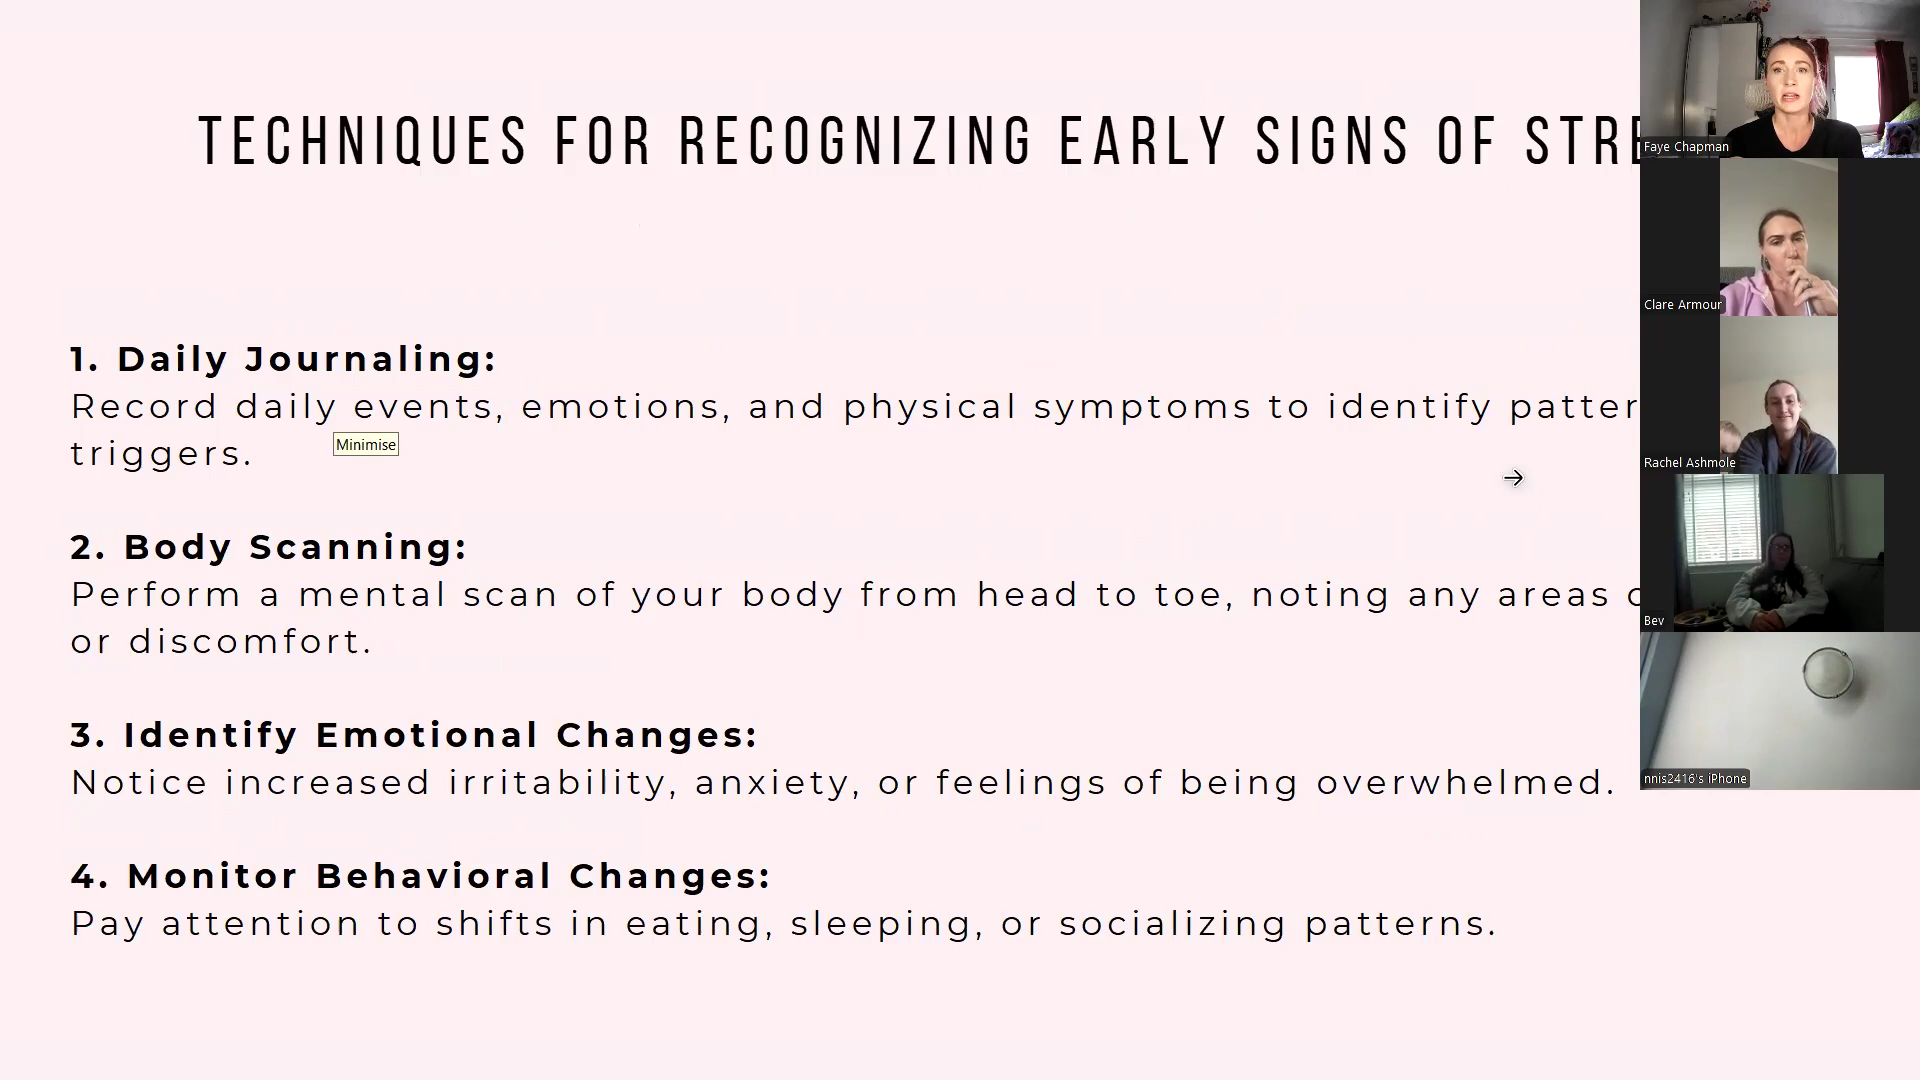 TECHNIQUES FOR RECOGNIZING EARLY SIGNS OF STRE
1. Daily Journaling:
Record daily events, emotions, and physical symptoms to identify patter
triggers.
Minimise
2. Body Scanning:
Perform a mental scan of your body from head to toe, noting any areas
or discomfort.
3. Identify Emotional Changes:
Notice increased irritability, anxiety, or feelings of being overwhelmed.
4. Monitor Behavioral Changes:
Pay attention to shifts in eating, sleeping, or socializing patterns.
Faye Chapman
Clare Armour
Rachel Ashmole
Bev
nnis2416's iPhone